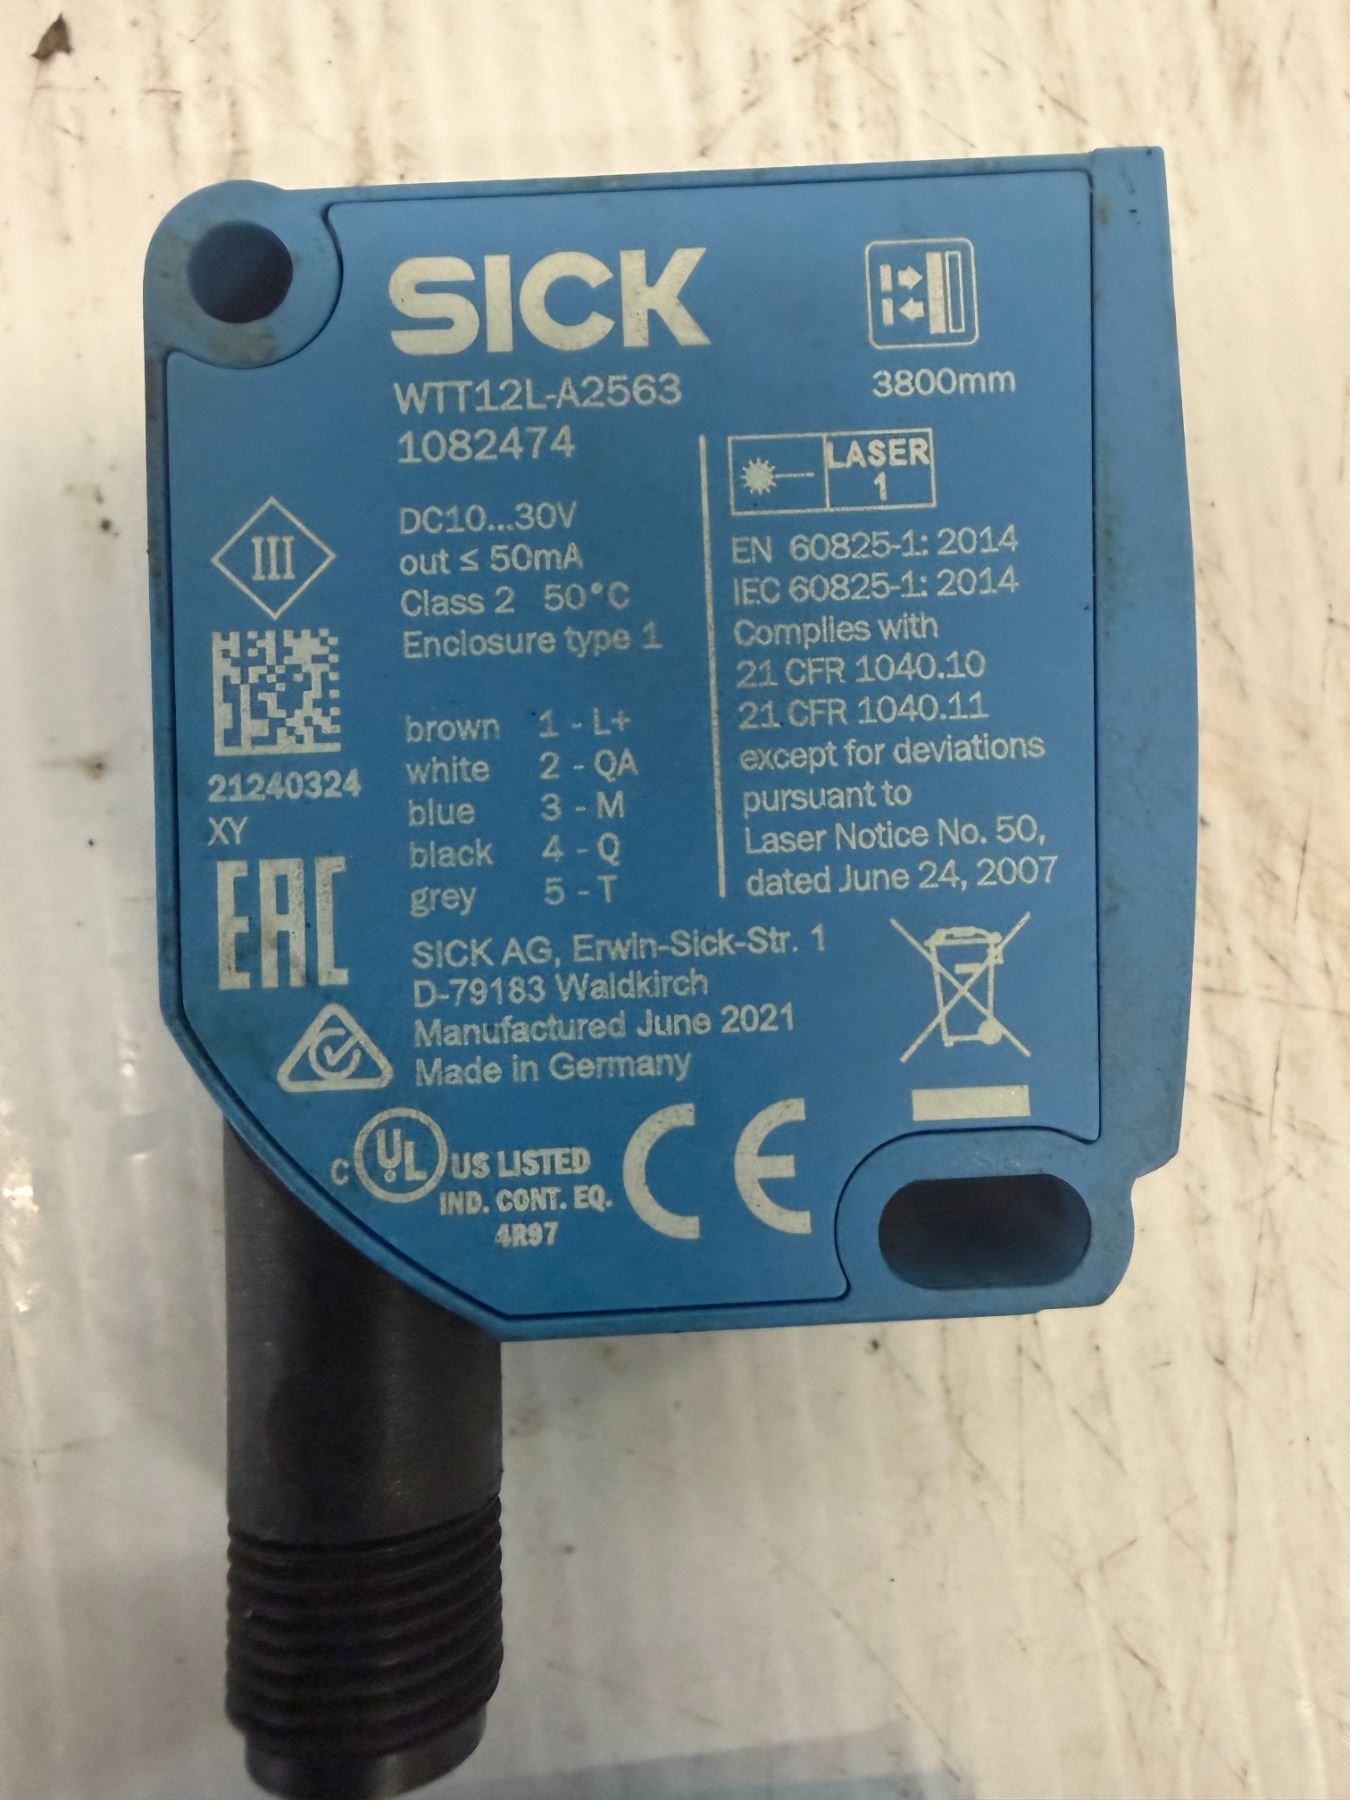 SICK
WTT12L-A2563
1082474
3800mm
LASER
1
III
DC10...30V
out ≤ 50mA
Class 2 50°C
Enclosure type 1
brown 1 - L+
white 2 - QA
blue 3 - M
black 4 - Q
grey 5 - T
EN 60825-1: 2014
IEC 60825-1: 2014
Complies with
21 CFR 1040.10
21 CFR 1040.11
except for deviations
pursuant to
Laser Notice No. 50,
dated June 24, 2007
21240324
XY
EAC
SICK AG, Erwin-Sick-Str. 1
D-79183 Waldkirch
Manufactured June 2021
Made in Germany
C UL US LISTED
IND. CONT. EQ.
4R97
CE